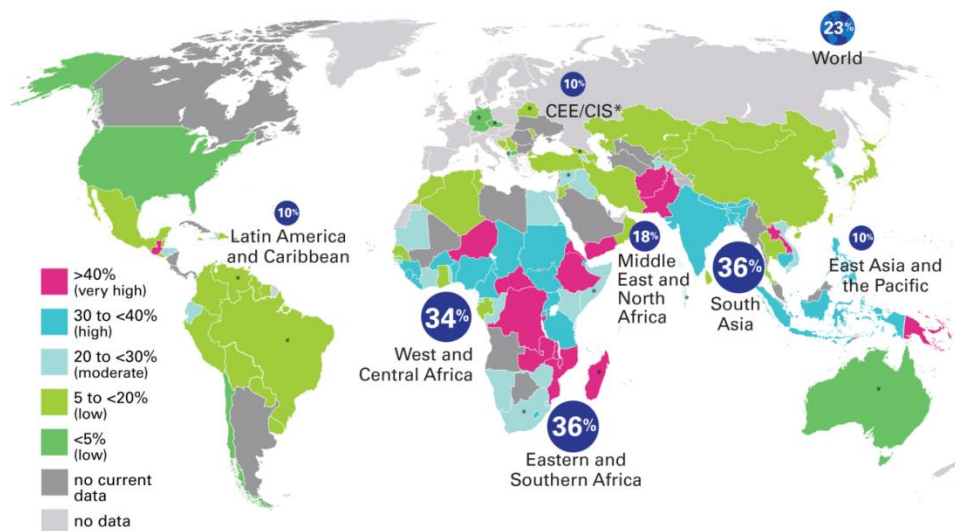 23%
World
10%
CEE/CIS*
10%
Latin America
and Caribbean
18%
Middle
East and
North
Africa
36%
South
Asia
10%
East Asia and
the Pacific
34%
West and
Central Africa
36%
Eastern and
Southern Africa
>40%
(very high)
30 to <40%
(high)
20 to <30%
(moderate)
5 to <20%
(low)
<5%
(low)
no current
data
no data